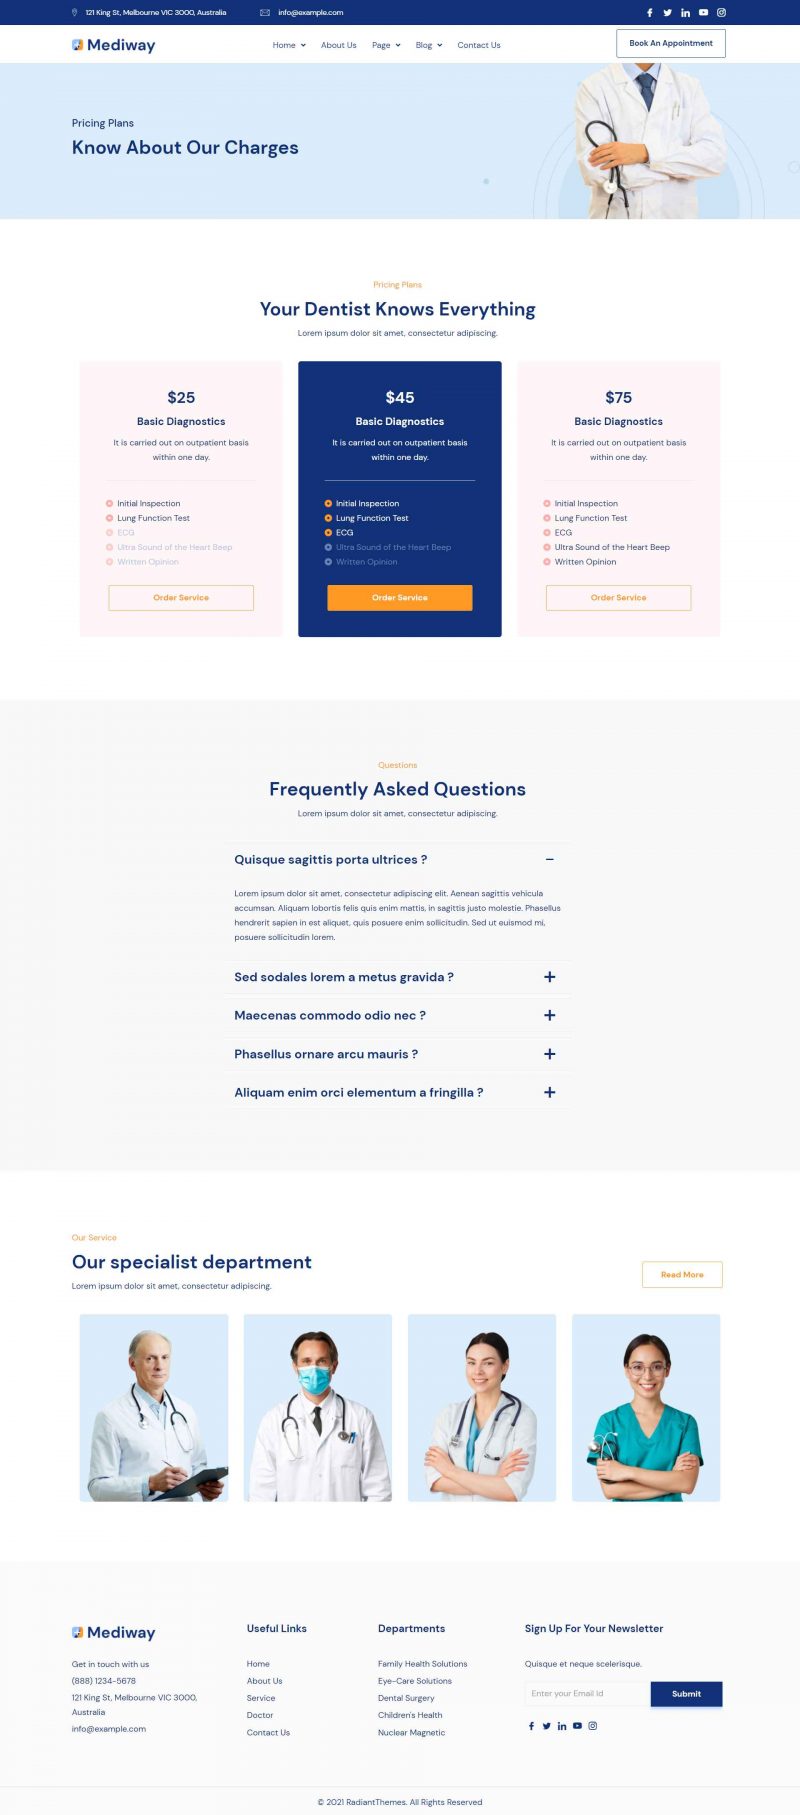 121 King St, Melbourne VIC 3000, Australia
info@example.com
Mediway
Home
About Us
Page
Blog
Contact Us
Book An Appointment
Pricing Plans
Know About Our Charges
Pricing Plans
Your Dentist Knows Everything
Lorem ipsum dolor sit amet, consectetur adipiscing.
$25
Basic Diagnostics
It is carried out on outpatient basis
within one day.
Initial Inspection
Lung Function Test
ECG
Ultra Sound of the Heart Beep
Written Opinion
Order Service
$45
Basic Diagnostics
It is carried out on outpatient basis
within one day.
Initial Inspection
Lung Function Test
ECG
Ultra Sound of the Heart Beep
Written Opinion
Order Service
$75
Basic Diagnostics
It is carried out on outpatient basis
within one day.
Initial Inspection
Lung Function Test
ECG
Ultra Sound of the Heart Beep
Written Opinion
Order Service
Questions
Frequently Asked Questions
Lorem ipsum dolor sit amet, consectetur adipiscing.
Quisque sagittis porta ultrices ?
Lorem ipsum dolor sit amet, consectetur adipiscing elit. Aenean sagittis vehicula
accumsan. Aliquam lobortis felis quis enim mattis, in sagittis justo molestie. Phasellus
hendrerit sapien in est aliquet, quis posuere enim sollicitudin. Sed ut euismod mi,
posuere sollicitudin lorem.
Sed sodales lorem a metus gravida ?
Maecenas commodo odio nec ?
Phasellus ornare arcu mauris ?
Aliquam enim orci elementum a fringilla ?
Our Service
Our specialist department
Lorem ipsum dolor sit amet, consectetur adipiscing.
Read More
Mediway
Get in touch with us
(888) 1234-5678
121 King St, Melbourne VIC 3000,
Australia
info@example.com
Useful Links
Home
About Us
Service
Doctor
Contact Us
Departments
Family Health Solutions
Eye-Care Solutions
Dental Surgery
Children's Health
Nuclear Magnetic
Sign Up For Your Newsletter
Quisque et neque scelerisque.
Enter your Email Id
Submit
© 2021 RadiantThemes. All Rights Reserved